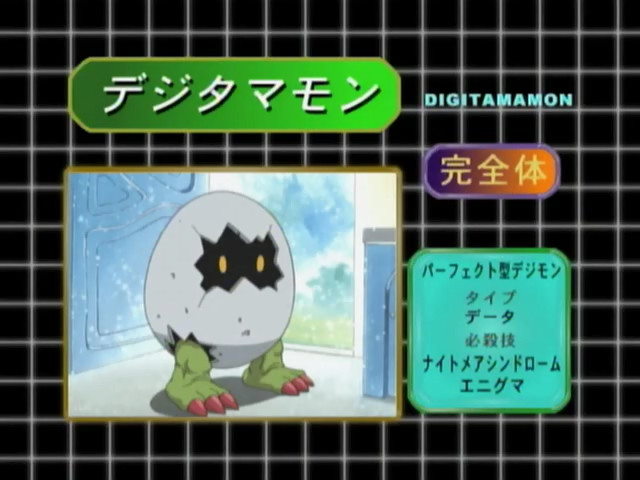 デジタマモン
DIGITAMAMON
完全体
パーフェクト型デジモン
タイプ
データ
必殺技
ナイトメアシンドローム
エニグマ